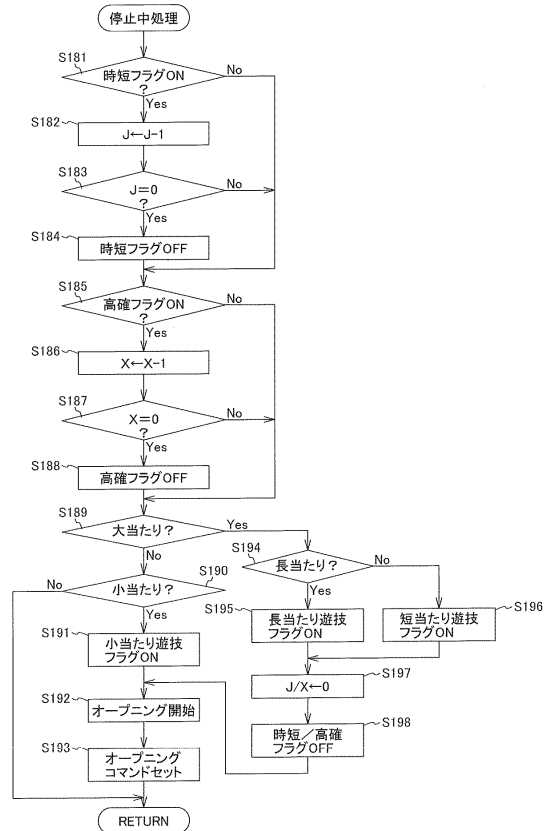 停止中処理
S181
時短フラグON
?
No
Yes
S182
J←J-1
S183
J=0
?
No
Yes
S184
時短フラグOFF
S185
高確フラグON
?
No
Yes
S186
X←X-1
S187
X=0
?
No
Yes
S188
高確フラグOFF
S189
大当たり?
Yes
No
S194
長当たり?
No
Yes
S190
小当たり?
No
Yes
S195
長当たり遊技
フラグON
S196
短当たり遊技
フラグON
S191
小当たり遊技
フラグON
S197
J/X←0
S192
オープニング開始
S198
時短/高確
フラグOFF
S193
オープニング
コマンドセット
RETURN